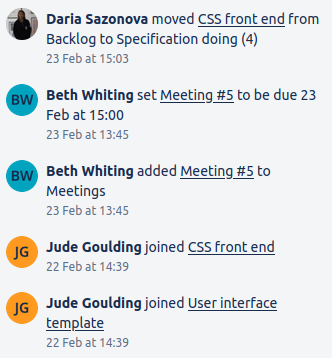 Daria Sazonova moved CSS front end from
Backlog to Specification doing (4)
23 Feb at 15:03
BW
Beth Whiting set Meeting #5 to be due 23
Feb at 15:00
23 Feb at 13:45
BW
Beth Whiting added Meeting #5 to
Meetings
23 Feb at 13:45
JG
Jude Goulding joined CSS front end
22 Feb at 14:39
JG
Jude Goulding joined User interface
template
22 Feb at 14:39